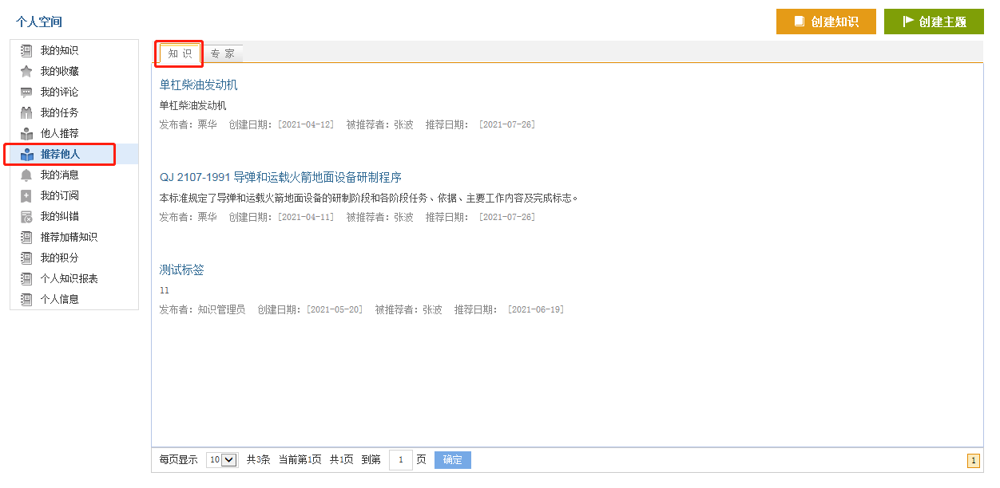 个人空间
创建知识
创建主题
我的知识
我的收藏
我的评论
我的任务
他人推荐
推荐他人
我的消息
我的订阅
我的纠错
推荐加精知识
我的积分
个人知识报表
个人信息
知 识
专 家
单杠柴油发动机
单杠柴油发动机
发布者：栗华 创建日期：[2021-04-12] 被推荐者：张波 推荐日期： [2021-07-26]
QJ 2107-1991 导弹和运载火箭地面设备研制程序
本标准规定了导弹和运载火箭地面设备的研制阶段和各阶段任务、依据、主要工作内容及完成标志。
发布者：栗华 创建日期：[2021-04-11] 被推荐者：张波 推荐日期： [2021-07-26]
测试标签
11
发布者：知识管理员 创建日期：[2021-05-20] 被推荐者：张波 推荐日期： [2021-06-19]
每页显示 10 共3条 当前第1页 共1页 到第 1 页 确定
1